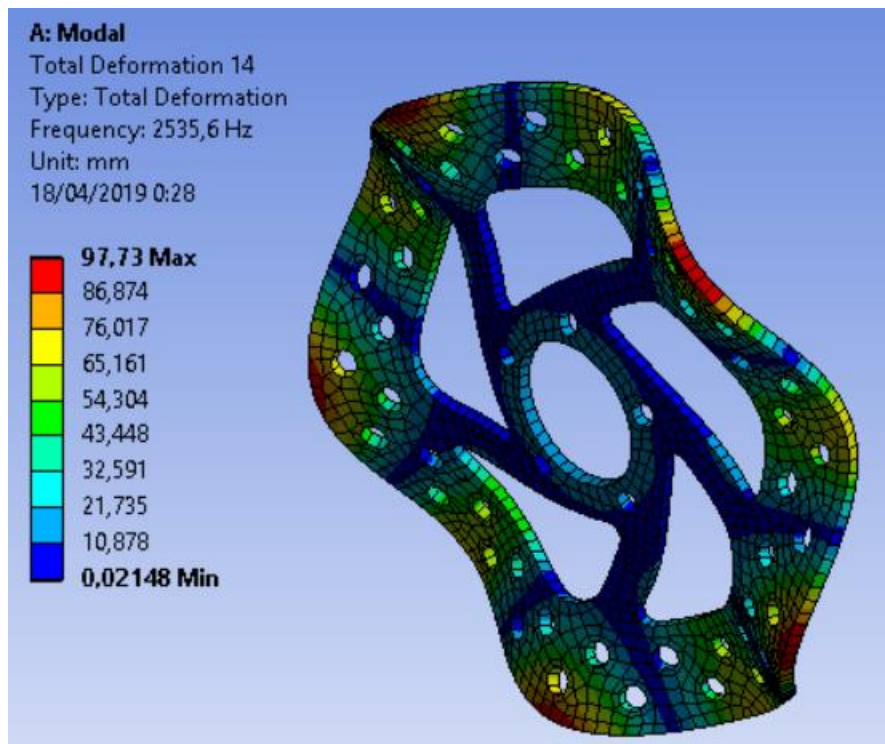 A: Modal
Total Deformation 14
Type: Total Deformation
Frequency: 2535,6 Hz
Unit: mm
18/04/2019 0:28
97,73 Max
86,874
76,017
65,161
54,304
43,448
32,591
21,735
10,878
0,02148 Min